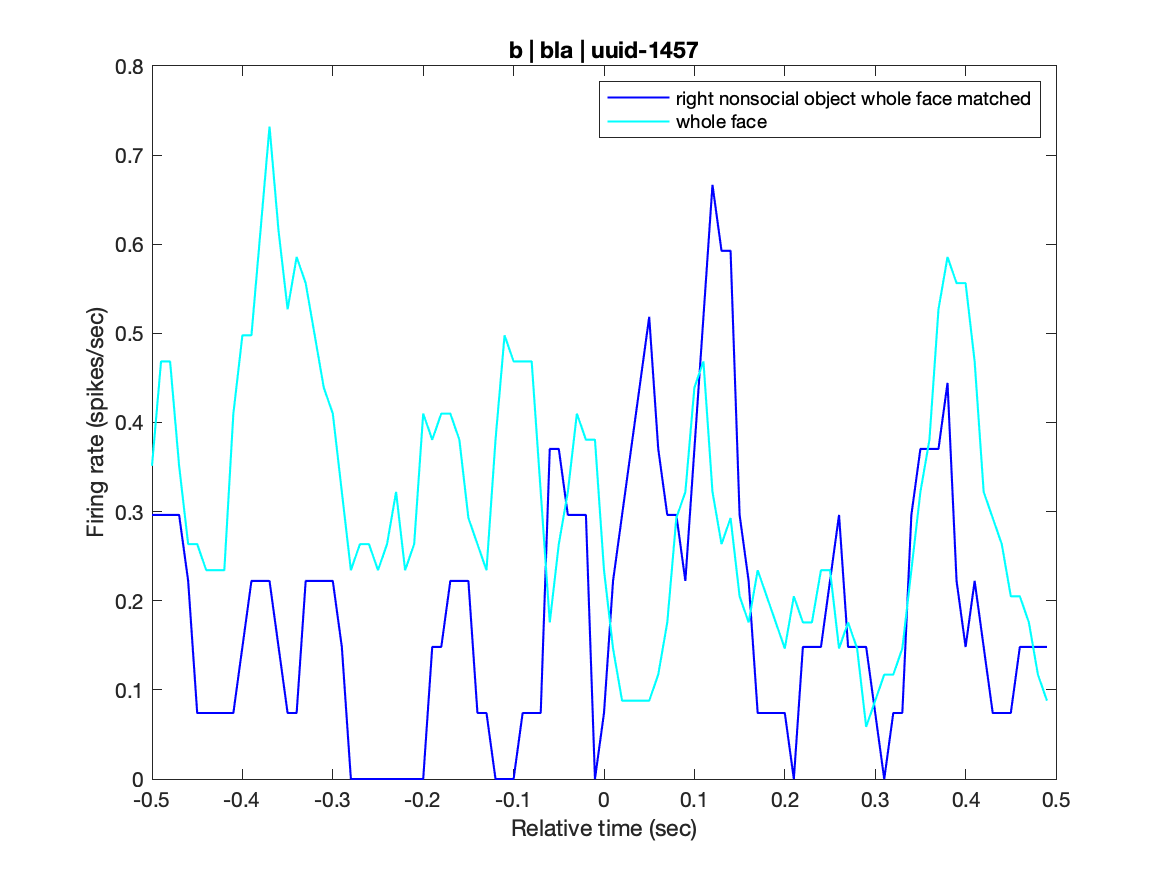 b | bla | uuid-1457
right nonsocial object whole face matched
whole face
0.8
0.7
0.6
0.5
0.4
0.3
0.2
0.1
0
Firing rate (spikes/sec)
-0.5 -0.4 -0.3 -0.2 -0.1 0 0.1 0.2 0.3 0.4 0.5
Relative time (sec)